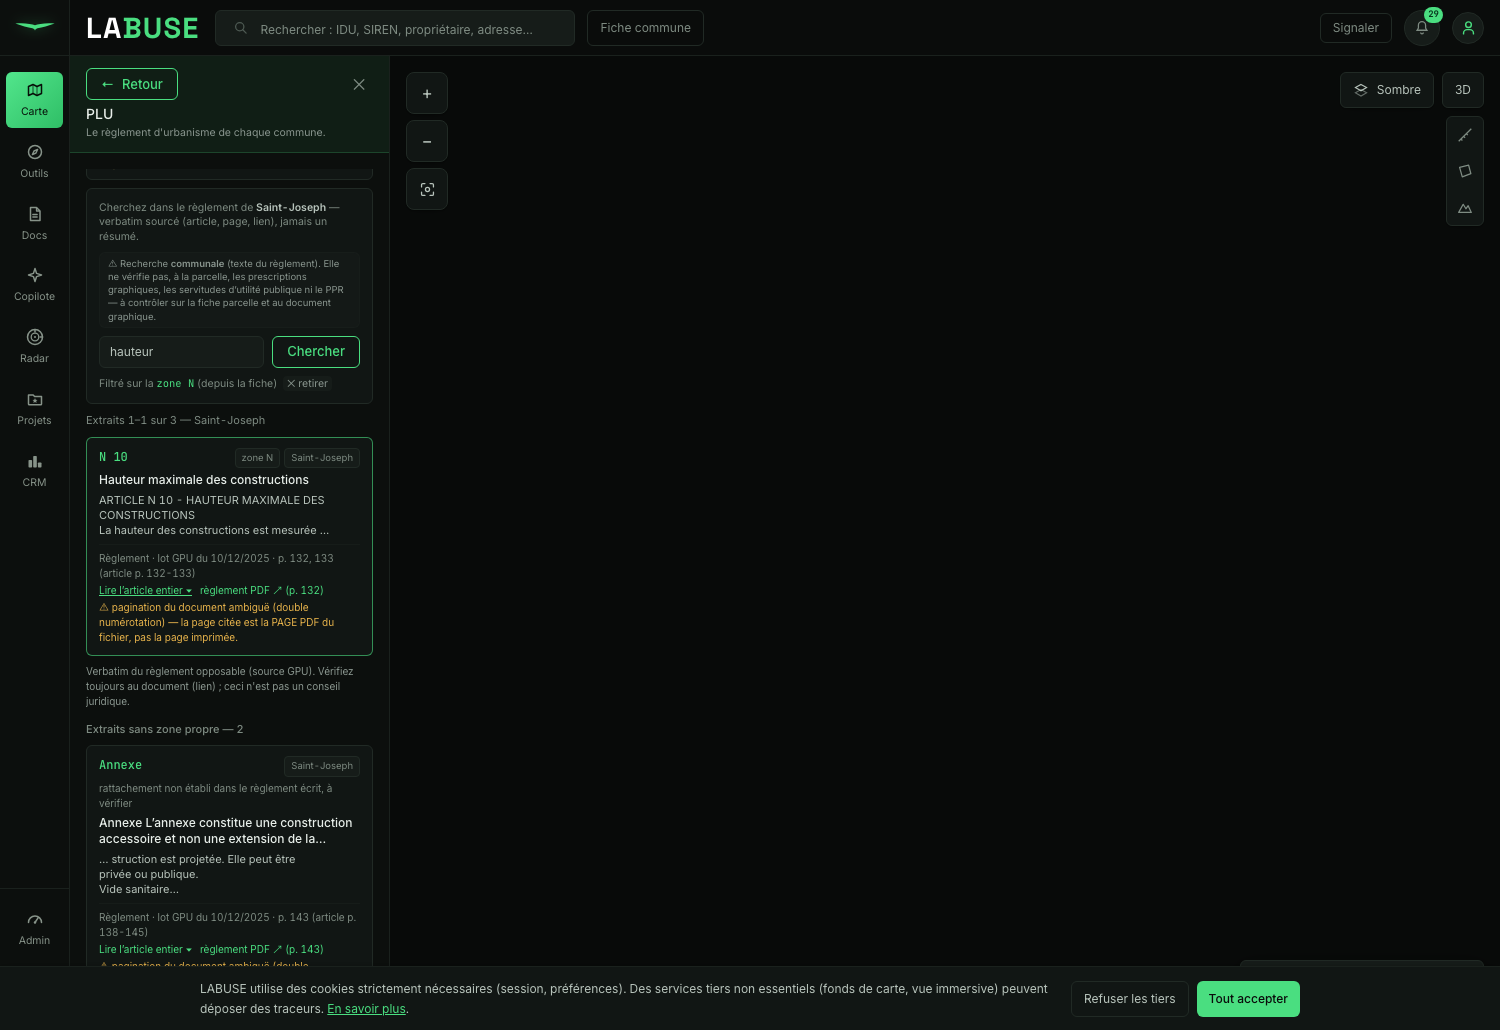 LABUSE
Rechercher : IDU, SIREN, propriétaire, adresse...
Fiche commune
Signaler
29
Carte
Outils
Docs
Copilote
Radar
Projets
CRM
Admin
← Retour
PLU
Le règlement d'urbanisme de chaque commune.
Cherchez dans le règlement de Saint-Joseph —
verbatim sourcé (article, page, lien), jamais un
résumé.
⚠ Recherche communale (texte du règlement). Elle
ne vérifie pas, à la parcelle, les prescriptions
graphiques, les servitudes d'utilité publique ni le PPR
— à contrôler sur la fiche parcelle et au document
graphique.
hauteur
Chercher
Filtré sur la zone N (depuis la fiche) × retirer
Extraits 1–1 sur 3 — Saint-Joseph
N 10
zone N
Saint-Joseph
Hauteur maximale des constructions
ARTICLE N 10 - HAUTEUR MAXIMALE DES
CONSTRUCTIONS
La hauteur des constructions est mesurée ...
Règlement · lot GPU du 10/12/2025 · p. 132, 133
(article p. 132-133)
Lire l'article entier ▾ règlement PDF ↗ (p. 132)
⚠ pagination du document ambiguë (double
numérotation) — la page citée est la PAGE PDF du
fichier, pas la page imprimée.
Verbatim du règlement opposable (source GPU). Vérifiez
toujours au document (lien) ; ceci n'est pas un conseil
juridique.
Extraits sans zone propre — 2
Annexe
Saint-Joseph
rattachement non établi dans le règlement écrit, à
vérifier
Annexe L'annexe constitue une construction
accessoire et non une extension de la...
... struction est projetée. Elle peut être
privée ou publique.
Vide sanitaire...
Règlement · lot GPU du 10/12/2025 · p. 143 (article p.
138-145)
Lire l'article entier ▾ règlement PDF ↗ (p. 143)
⚠ pagination du document ambiguë (double
+
−
Sombre
3D
LABUSE utilise des cookies strictement nécessaires (session, préférences). Des services tiers non essentiels (fonds de carte, vue immersive) peuvent
déposer des traceurs. En savoir plus.
Refuser les tiers
Tout accepter